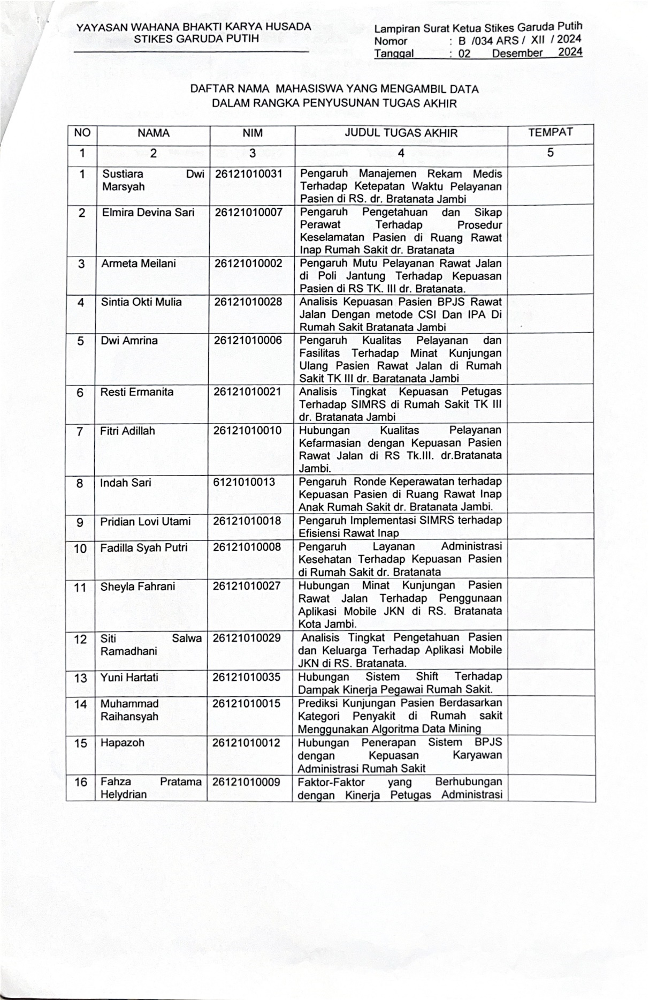 YAYASAN WAHANA BHAKTI KARYA HUSADA
STIKES GARUDA PUTIH
Lampiran Surat Ketua Stikes Garuda Putih
Nomor : B /034 ARS / XII / 2024
Tanggal : 02 Desember 2024
DAFTAR NAMA MAHASISWA YANG MENGAMBIL DATA
DALAM RANGKA PENYUSUNAN TUGAS AKHIR
NO NAMA NIM JUDUL TUGAS AKHIR TEMPAT
1 2 3 4 5
1 Sustiara Dwi 26121010031 Pengaruh Manajemen Rekam Medis
Marsyah Terhadap Ketepatan Waktu Pelayanan
Pasien di RS. dr. Bratanata Jambi
2 Elmira Devina Sari 26121010007 Pengaruh Pengetahuan dan Sikap
Perawat Terhadap Prosedur
Keselamatan Pasien di Ruang Rawat
Inap Rumah Sakit dr. Bratanata
3 Armeta Meilani 26121010002 Pengaruh Mutu Pelayanan Rawat Jalan
di Poli Jantung Terhadap Kepuasan
Pasien di RS TK. III dr. Bratanata.
4 Sintia Okti Mulia 26121010028 Analisis Kepuasan Pasien BPJS Rawat
Jalan Dengan metode CSI Dan IPA Di
Rumah Sakit Bratanata Jambi
5 Dwi Amrina 26121010006 Pengaruh Kualitas Pelayanan dan
Fasilitas Terhadap Minat Kunjungan
Ulang Pasien Rawat Jalan di Rumah
Sakit TK III dr. Baratanata Jambi
6 Resti Ermanita 26121010021 Analisis Tingkat Kepuasan Petugas
Terhadap SIMRS di Rumah Sakit TK III
dr. Bratanata Jambi
7 Fitri Adillah 26121010010 Hubungan Kualitas Pelayanan
Kefarmasian dengan Kepuasan Pasien
Rawat Jalan di RS Tk.III. dr.Bratanata
Jambi.
8 Indah Sari 6121010013 Pengaruh Ronde Keperawatan terhadap
Kepuasan Pasien di Ruang Rawat Inap
Anak Rumah Sakit dr. Bratanata Jambi.
9 Pridian Lovi Utami 26121010018 Pengaruh Implementasi SIMRS terhadap
Efisiensi Rawat Inap
10 Fadilla Syah Putri 26121010008 Pengaruh Layanan Administrasi
Kesehatan Terhadap Kepuasan Pasien
di Rumah Sakit dr. Bratanata
11 Sheyla Fahrani 26121010027 Hubungan Minat Kunjungan Pasien
Rawat Jalan Terhadap Penggunaan
Aplikasi Mobile JKN di RS. Bratanata
Kota Jambi.
12 Siti Salwa 26121010029 Analisis Tingkat Pengetahuan Pasien
Ramadhani dan Keluarga Terhadap Aplikasi Mobile
JKN di RS. Bratanata.
13 Yuni Hartati 26121010035 Hubungan Sistem Shift Terhadap
Dampak Kinerja Pegawai Rumah Sakit.
14 Muhammad 26121010015 Prediksi Kunjungan Pasien Berdasarkan
Raihansyah Kategori Penyakit di Rumah sakit
Menggunakan Algoritma Data Mining
15 Hapazoh 26121010012 Hubungan Penerapan Sistem BPJS
dengan Kepuasan Karyawan
Administrasi Rumah Sakit
16 Fahza Pratama 26121010009 Faktor-Faktor yang Berhubungan
Helydrian dengan Kinerja Petugas Administrasi